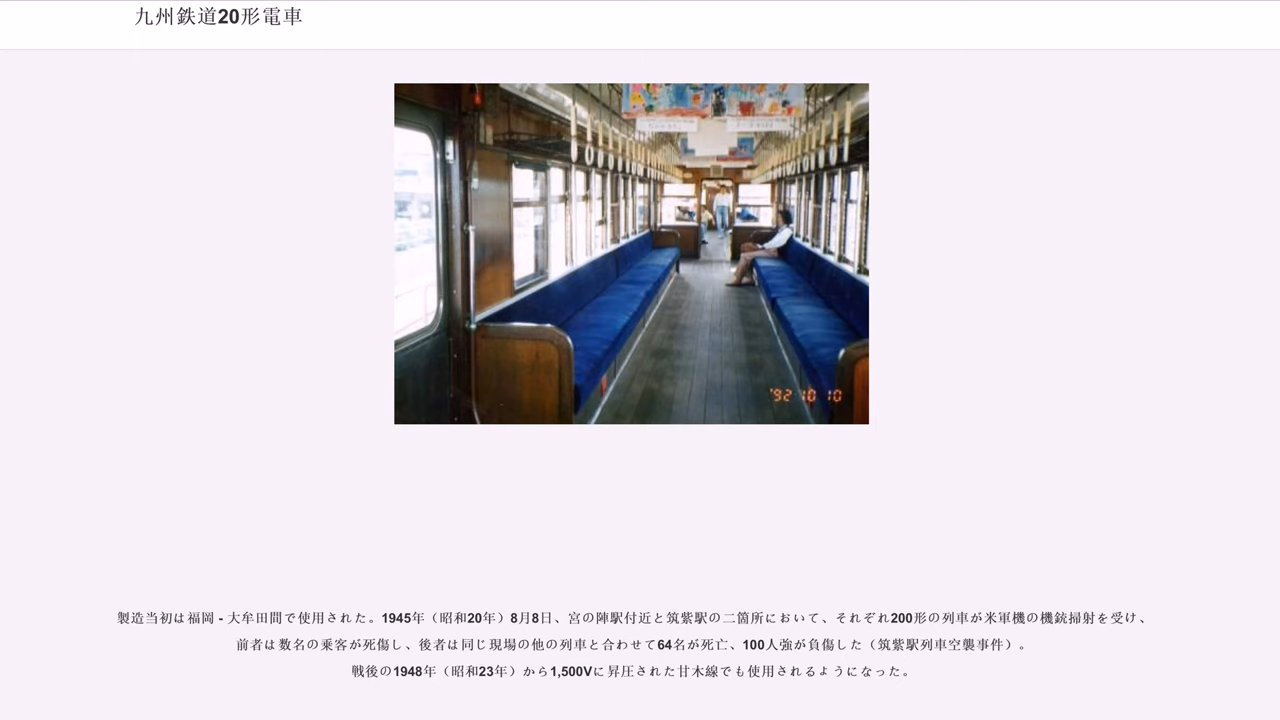 九州鉄道20形電車
'92 10 10
製造当初は福岡 - 大牟田間で使用された。1945年（昭和20年）8月8日、宮の陣駅付近と筑紫駅の二箇所において、それぞれ200形の列車が米軍機の機銃掃射を受け、
前者は数名の乗客が死傷し、後者は同じ現場の他の列車と合わせて64名が死亡、100人強が負傷した（筑紫駅列車空襲事件）。
戦後の1948年（昭和23年）から1,500Vに昇圧された甘木線でも使用されるようになった。